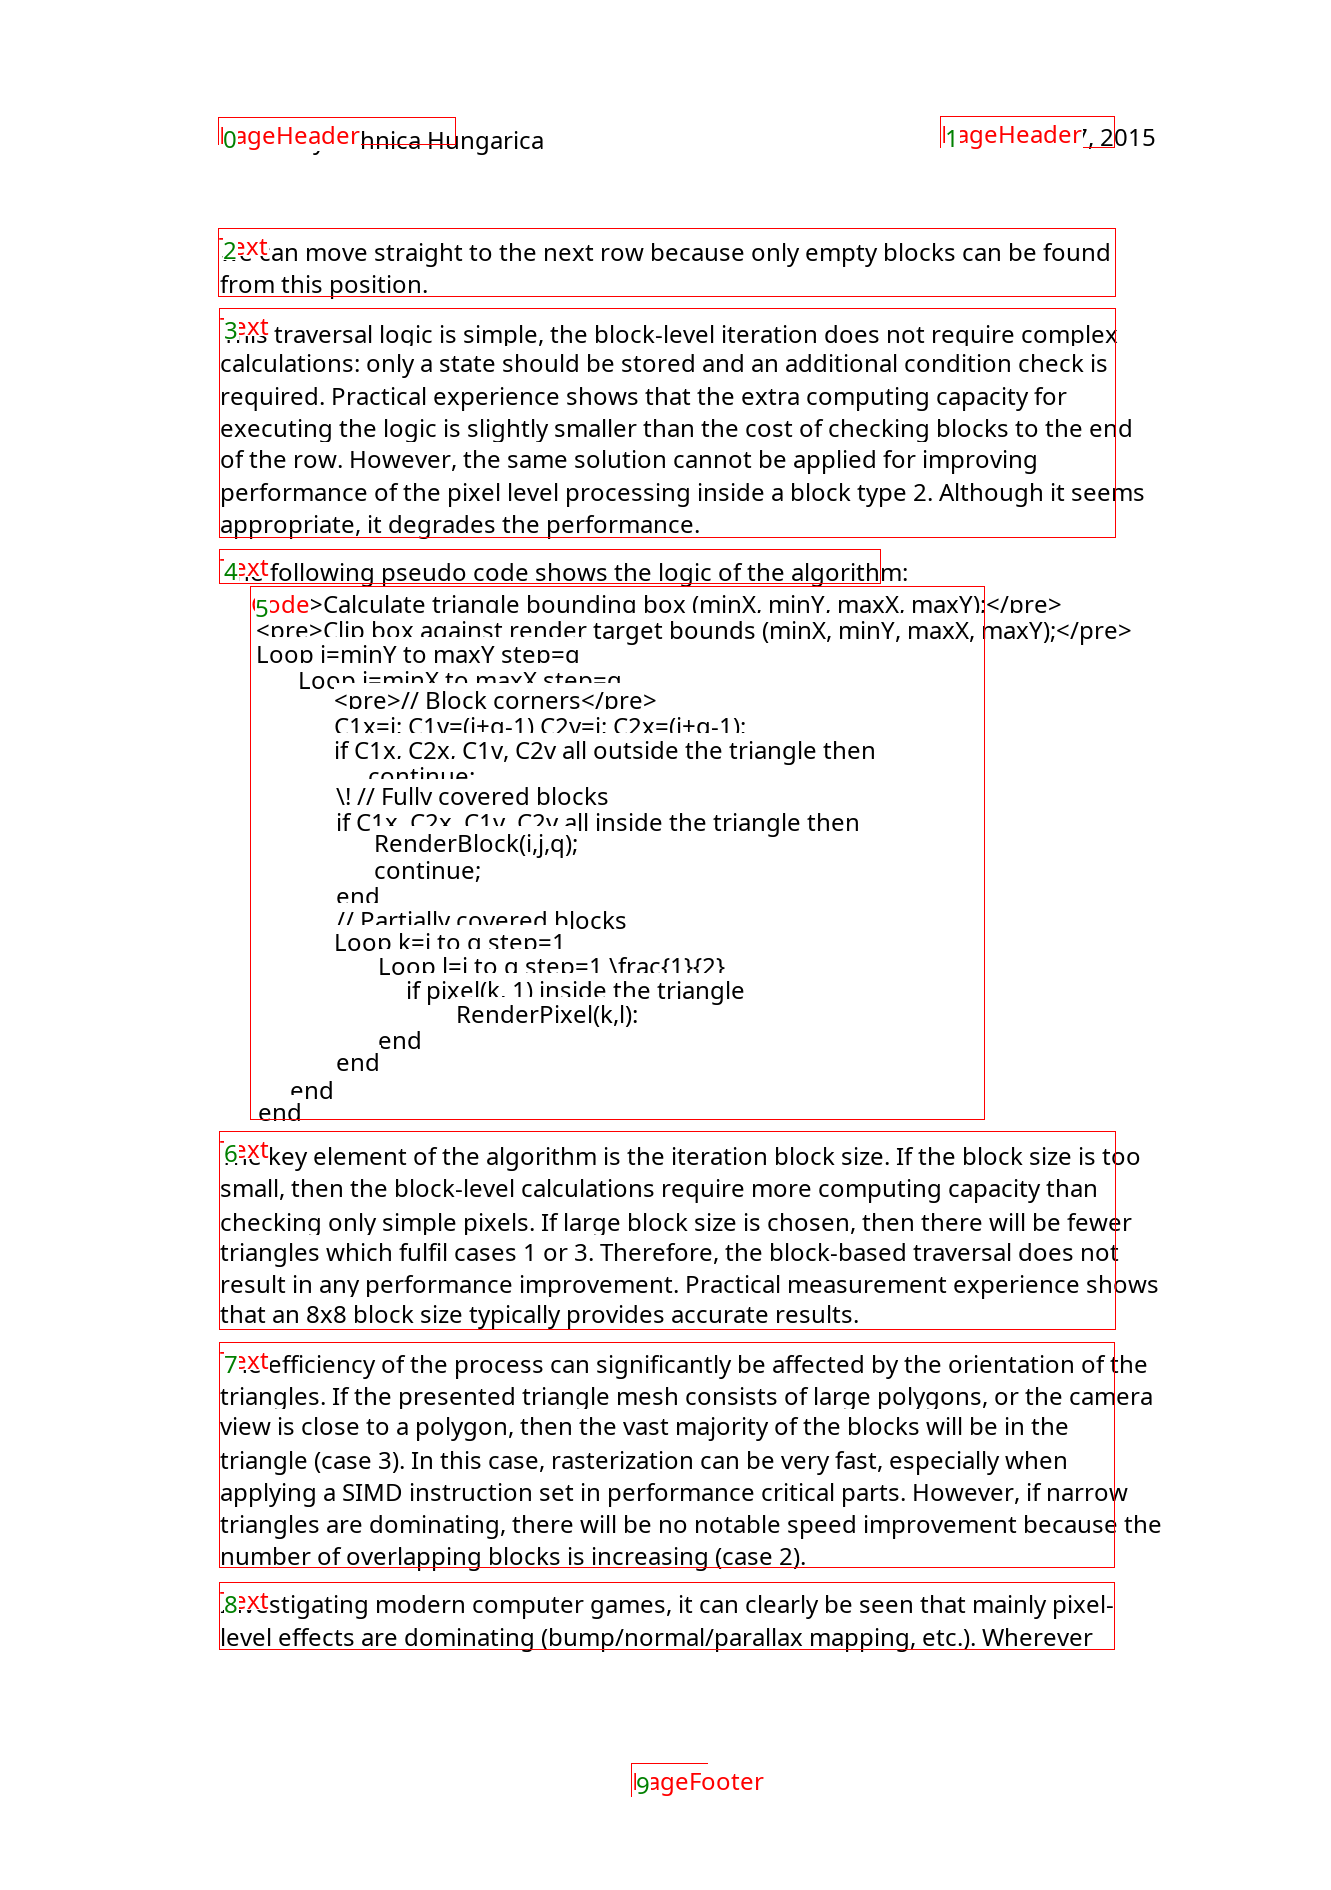 0 ageHeader hnica Hungarica
1 ageHeader , 2015
2 ext can move straight to the next row because only empty blocks can be found
from this position.
3 ext traversal logic is simple, the block-level iteration does not require complex
calculations: only a state should be stored and an additional condition check is
required. Practical experience shows that the extra computing capacity for
executing the logic is slightly smaller than the cost of checking blocks to the end
of the row. However, the same solution cannot be applied for improving
performance of the pixel level processing inside a block type 2. Although it seems
appropriate, it degrades the performance.
4 ext following pseudo code shows the logic of the algorithm:
5 ode>Calculate triangle bounding box (minX, minY, maxX, maxY);</pre>
<pre>Clip box against render target bounds (minX, minY, maxX, maxY);</pre>
Loop j=minY to maxY step=q
Loop i=minX to maxX step=q
<pre>// Block corners</pre>
C1x=i; C1y=(j+q-1) C2y=j; C2x=(i+q-1);
if C1x, C2x, C1y, C2y all outside the triangle then
continue;
\! // Fully covered blocks
if C1x, C2x, C1y, C2y all inside the triangle then
RenderBlock(i,j,q);
continue;
end
// Partially covered blocks
Loop k=i to q step=1
Loop l=j to q step=1 \frac{1}{2}
if pixel(k, 1) inside the triangle
RenderPixel(k,l):
end
end
end
end
6 ext key element of the algorithm is the iteration block size. If the block size is too
small, then the block-level calculations require more computing capacity than
checking only simple pixels. If large block size is chosen, then there will be fewer
triangles which fulfil cases 1 or 3. Therefore, the block-based traversal does not
result in any performance improvement. Practical measurement experience shows
that an 8x8 block size typically provides accurate results.
7 ext efficiency of the process can significantly be affected by the orientation of the
triangles. If the presented triangle mesh consists of large polygons, or the camera
view is close to a polygon, then the vast majority of the blocks will be in the
triangle (case 3). In this case, rasterization can be very fast, especially when
applying a SIMD instruction set in performance critical parts. However, if narrow
triangles are dominating, there will be no notable speed improvement because the
number of overlapping blocks is increasing (case 2).
8 ext stigating modern computer games, it can clearly be seen that mainly pixel-
level effects are dominating (bump/normal/parallax mapping, etc.). Wherever
9 ageFooter